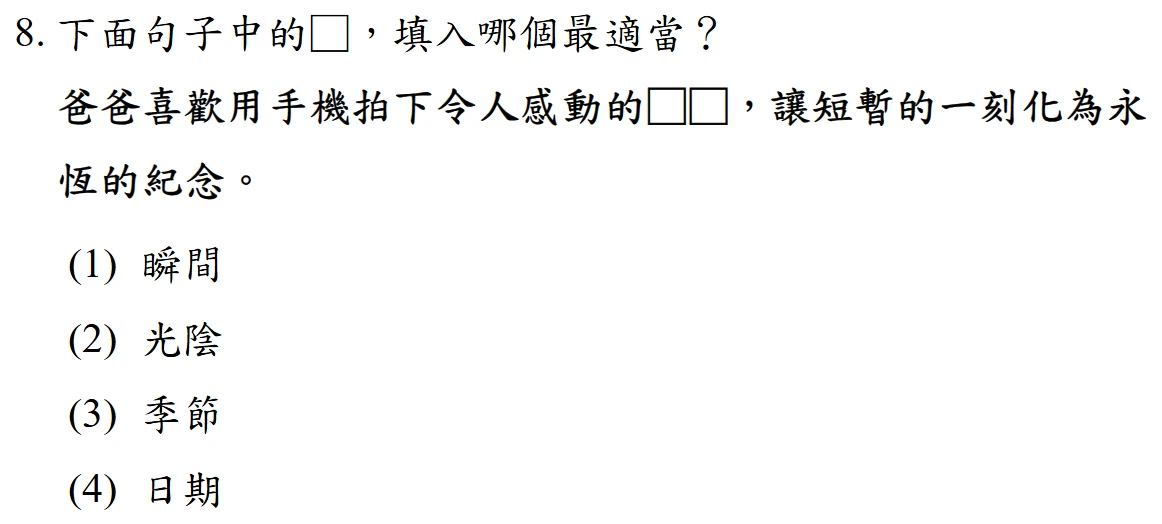 8. 下面句子中的□,填入哪個最適當?
爸爸喜歡用手機拍下令人感動的□□,讓短暫的一刻化為永
恆的紀念。
(1) 瞬間
(2) 光陰
(3) 季節
(4) 日期